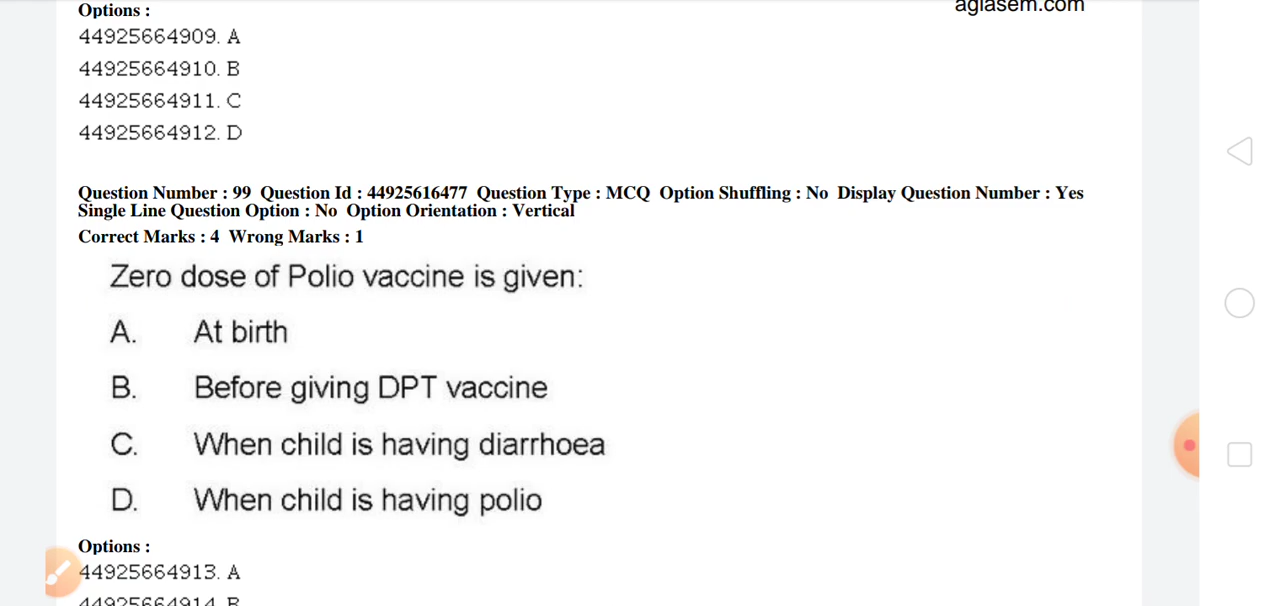 Options :
aglasem.com
44925664909. A
44925664910. B
44925664911. C
44925664912. D
Question Number : 99 Question Id : 44925616477 Question Type : MCQ Option Shuffling : No Display Question Number : Yes
Single Line Question Option : No Option Orientation : Vertical
Correct Marks : 4 Wrong Marks : 1
Zero dose of Polio vaccine is given:
A. At birth
B. Before giving DPT vaccine
C. When child is having diarrhoea
D. When child is having polio
Options :
44925664913. A
44925664914. B